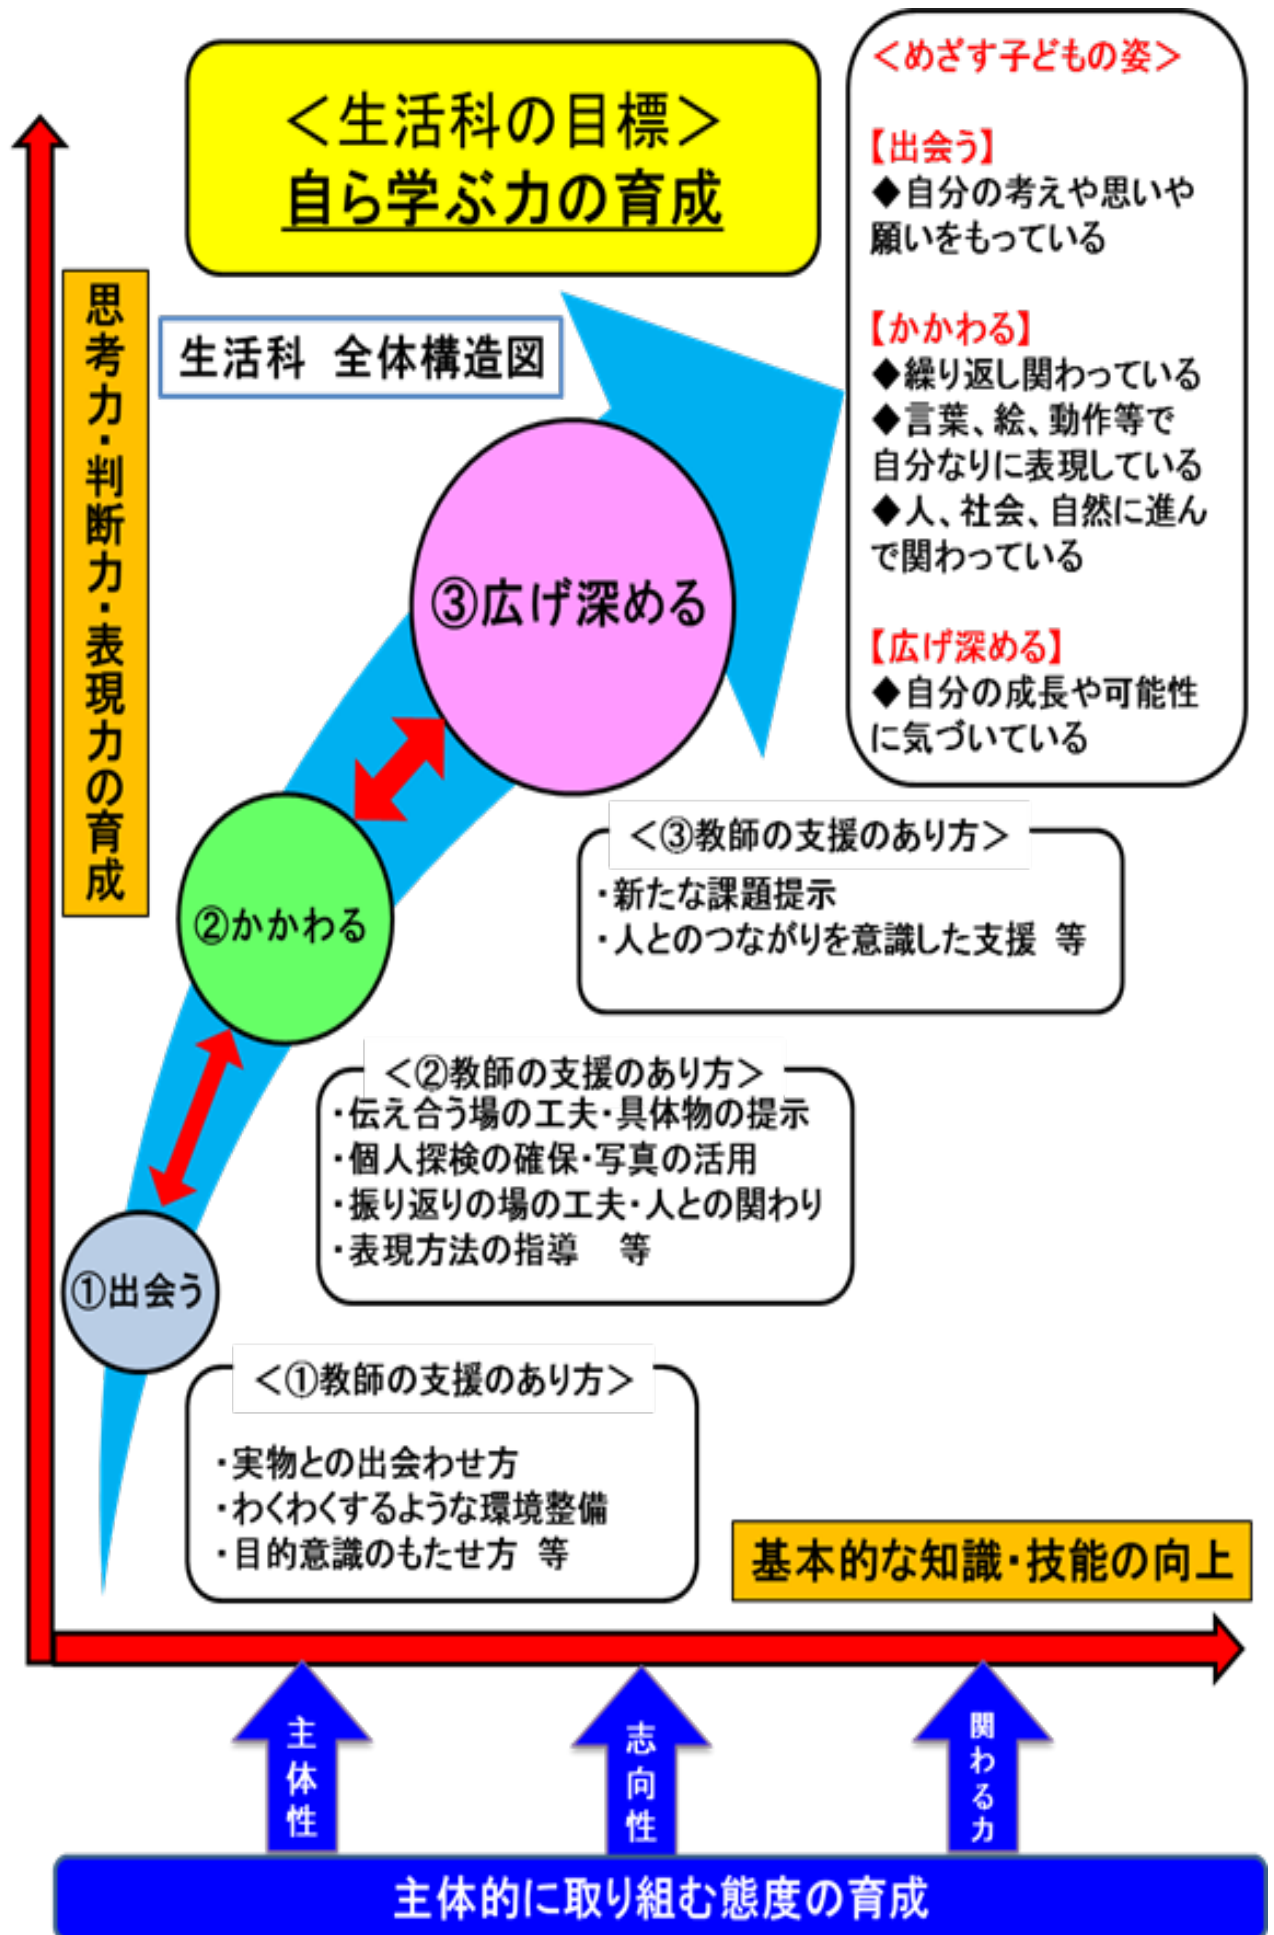 ＜生活科の目標＞
自ら学ぶ力の育成
＜めざす子どもの姿＞
【出会う】
◆自分の考えや思いや
願いをもっている
【かかわる】
◆繰り返し関わっている
◆言葉、絵、動作等で
自分なりに表現している
◆人、社会、自然に進ん
で関わっている
【広げ深める】
◆自分の成長や可能性
に気づいている
思考力・判断力・表現力の育成
生活科　全体構造図
③広げ深める
②かかわる
①出会う
＜③教師の支援のあり方＞
・新たな課題提示
・人とのつながりを意識した支援　等
＜②教師の支援のあり方＞
・伝え合う場の工夫・具体物の提示
・個人探検の確保・写真の活用
・振り返りの場の工夫・人との関わり
・表現方法の指導　等
＜①教師の支援のあり方＞
・実物との出会わせ方
・わくわくするような環境整備
・目的意識のもたせ方　等
基本的な知識・技能の向上
主体性
志向性
関わる力
主体的に取り組む態度の育成